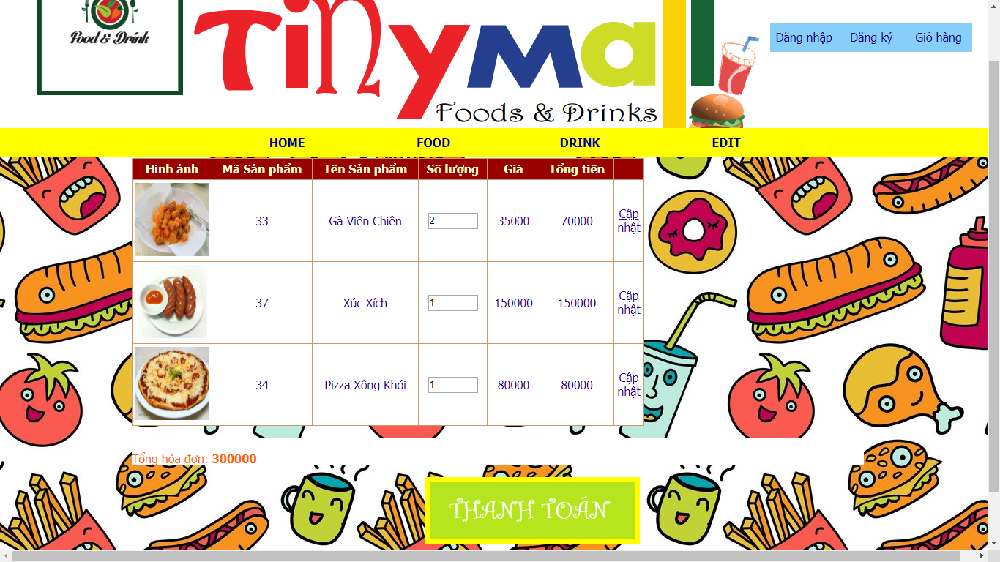 Food & Drink
TiNyMa
Foods & Drinks
Đăng nhập Đăng ký Giỏ hàng
HOME FOOD DRINK EDIT
Hình ảnh Mã Sản phẩm Tên Sản phẩm Số lượng Giá Tổng tiền
33 Gà Viên Chiên 2 35000 70000 Cập nhật
37 Xúc Xích 1 150000 150000 Cập nhật
34 Pizza Xông Khói 1 80000 80000 Cập nhật
Tổng hóa đơn: 300000
THANH TOÁN